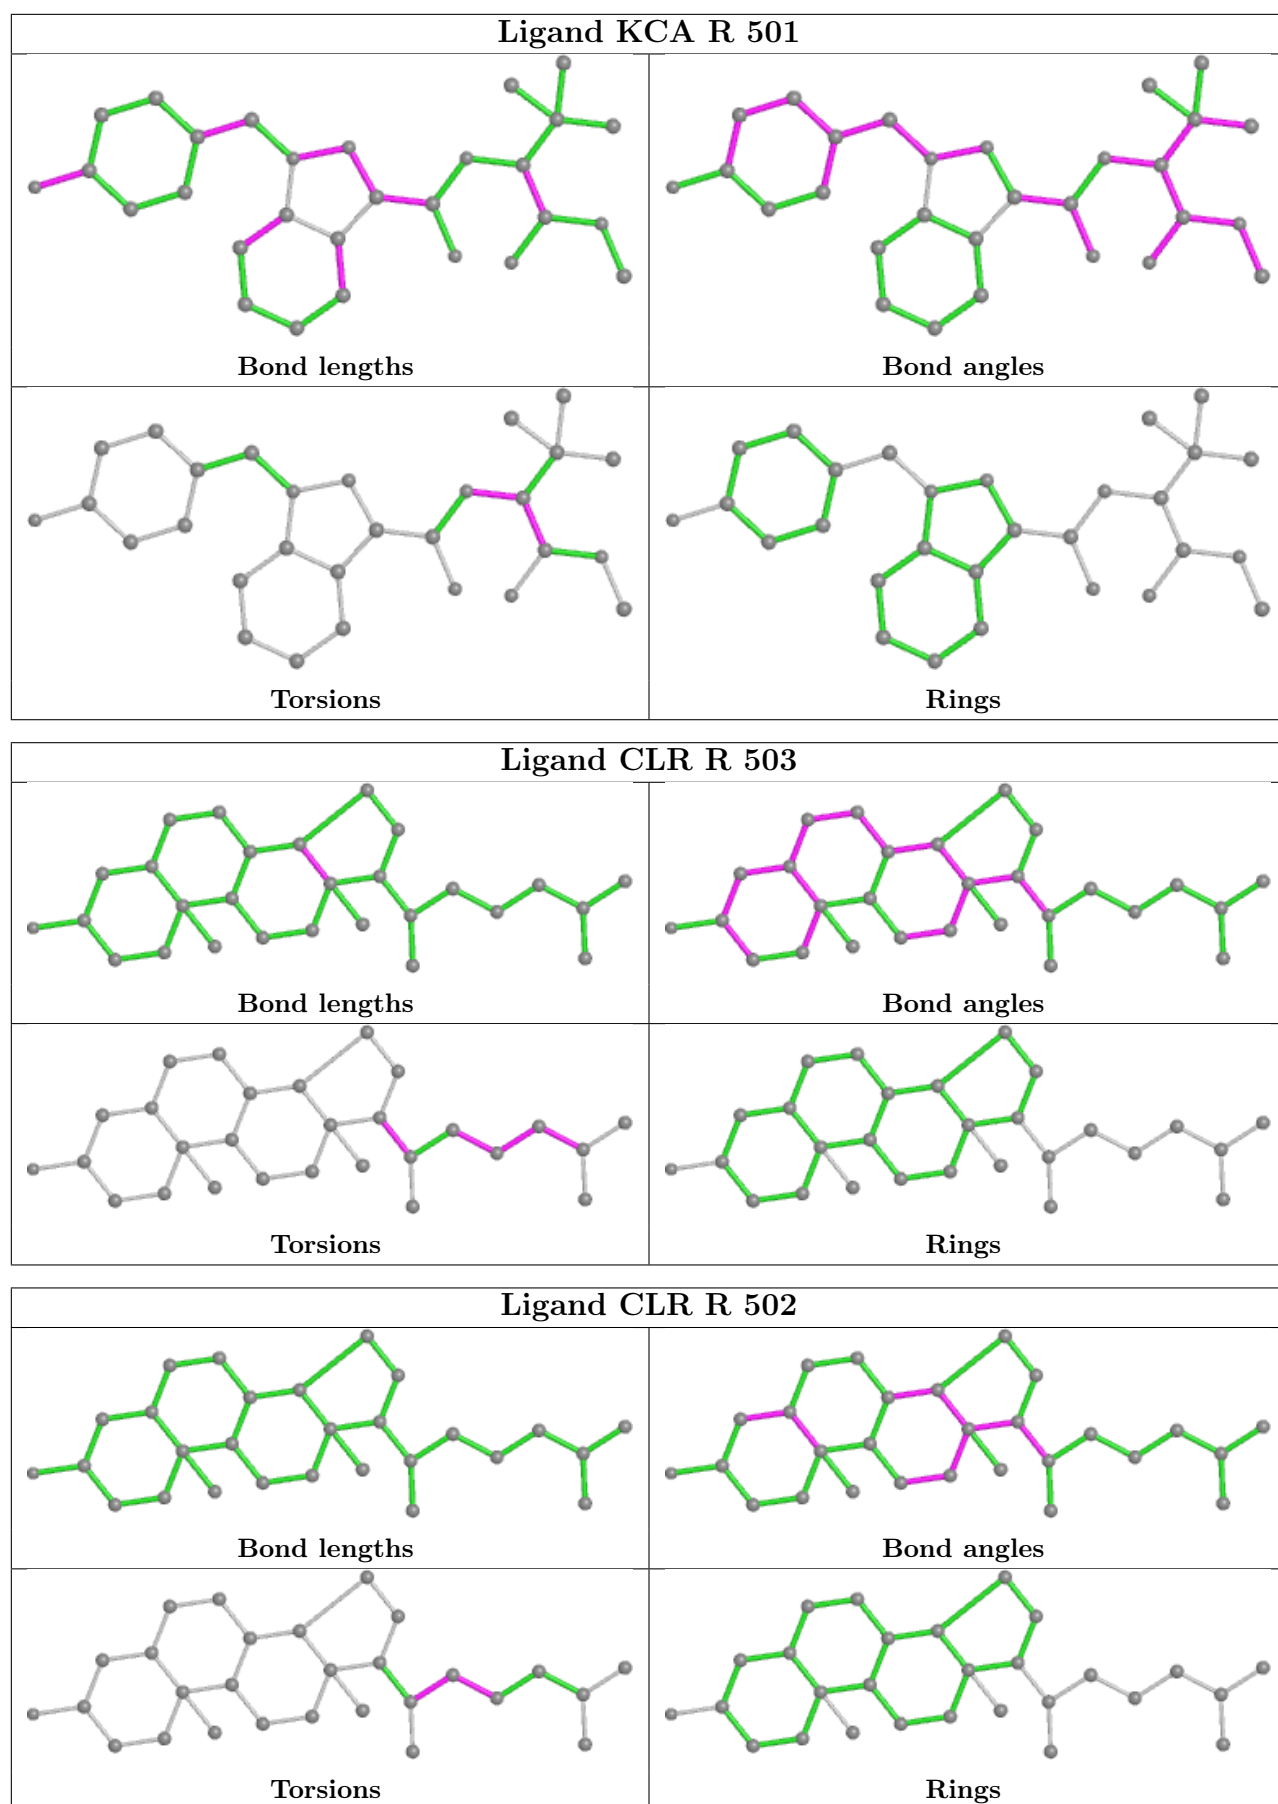 Ligand KCA R 501
Bond lengths
Bond angles
Torsions
Rings
Ligand CLR R 503
Bond lengths
Bond angles
Torsions
Rings
Ligand CLR R 502
Bond lengths
Bond angles
Torsions
Rings